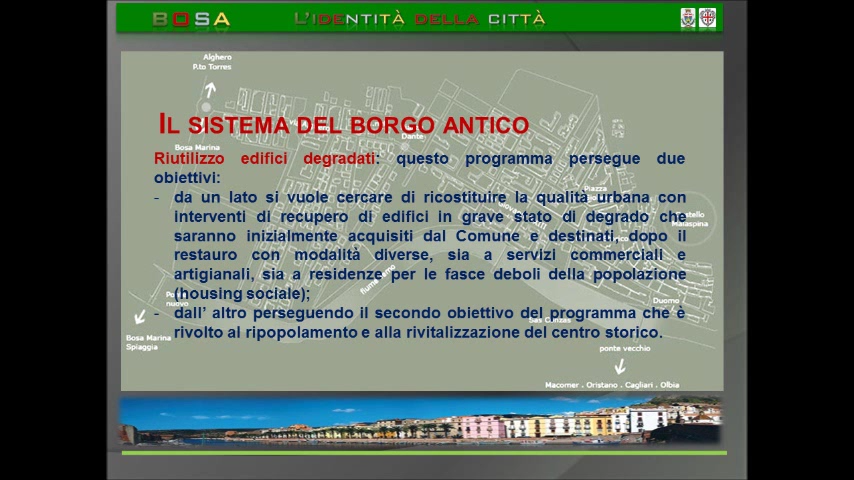 BOSA L'IDENTITÀ DELLA CITTÀ
Alghero
P.to Torres
IL SISTEMA DEL BORGO ANTICO
Dante
Bosa Marina
Riutilizzo edifici degradati: questo programma persegue due
obiettivi:
- da un lato si vuole cercare di ricostituire la qualità urbana con
Piazza
interventi di recupero di edifici in grave stato di degrado che
saranno inizialmente acquisiti dal Comune e destinati, dopo il
Malaspina
restauro con modalità diverse, sia a servizi commerciali e
artigianali, sia a residenze per le fasce deboli della popolazione
(housing sociale);
nuovo
Duomo
- dall' altro perseguendo il secondo obiettivo del programma che è
rivolto al ripopolamento e alla rivitalizzazione del centro storico.
Bosa Marina
Spiaggia
ponte vecchio
Macomer . Oristano . Cagliari . Olbia